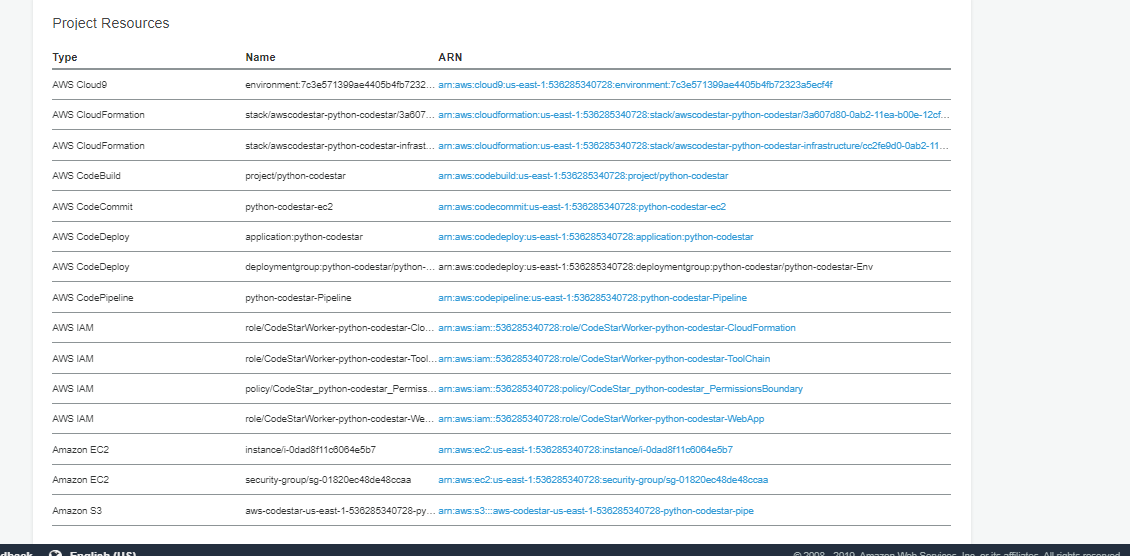 Project Resources
Type Name ARN
AWS Cloud9 environment:7c3e571399ae4405b4fb7232... arn:aws:cloud9:us-east-1:536285340728:environment:7c3e571399ae4405b4fb72323a5ecf4f
AWS CloudFormation stack/awscodestar-python-codestar/3a607... arn:aws:cloudformation:us-east-1:536285340728:stack/awscodestar-python-codestar/3a607d80-0ab2-11ea-b00e-12cf...
AWS CloudFormation stack/awscodestar-python-codestar-infrast... arn:aws:cloudformation:us-east-1:536285340728:stack/awscodestar-python-codestar-infrastructure/cc2fe9d0-0ab2-11...
AWS CodeBuild project/python-codestar arn:aws:codebuild:us-east-1:536285340728:project/python-codestar
AWS CodeCommit python-codestar-ec2 arn:aws:codecommit:us-east-1:536285340728:python-codestar-ec2
AWS CodeDeploy application:python-codestar arn:aws:codedeploy:us-east-1:536285340728:application:python-codestar
AWS CodeDeploy deploymentgroup:python-codestar/python-... arn:aws:codedeploy:us-east-1:536285340728:deploymentgroup:python-codestar/python-codestar-Env
AWS CodePipeline python-codestar-Pipeline arn:aws:codepipeline:us-east-1:536285340728:python-codestar-Pipeline
AWS IAM role/CodeStarWorker-python-codestar-Clo... arn:aws:iam::536285340728:role/CodeStarWorker-python-codestar-CloudFormation
AWS IAM role/CodeStarWorker-python-codestar-Tool... arn:aws:iam::536285340728:role/CodeStarWorker-python-codestar-ToolChain
AWS IAM policy/CodeStar_python-codestar_Permiss... arn:aws:iam::536285340728:policy/CodeStar_python-codestar_PermissionsBoundary
AWS IAM role/CodeStarWorker-python-codestar-We... arn:aws:iam::536285340728:role/CodeStarWorker-python-codestar-WebApp
Amazon EC2 instance/i-0dad8f11c6064e5b7 arn:aws:ec2:us-east-1:536285340728:instance/i-0dad8f11c6064e5b7
Amazon EC2 security-group/sg-01820ec48de48ccaa arn:aws:ec2:us-east-1:536285340728:security-group/sg-01820ec48de48ccaa
Amazon S3 aws-codestar-us-east-1-536285340728-py... arn:aws:s3:::aws-codestar-us-east-1-536285340728-python-codestar-pipe
dback English (US) © 2008 - 2019, Amazon Web Services, Inc. or its affiliates. All rights reserved.